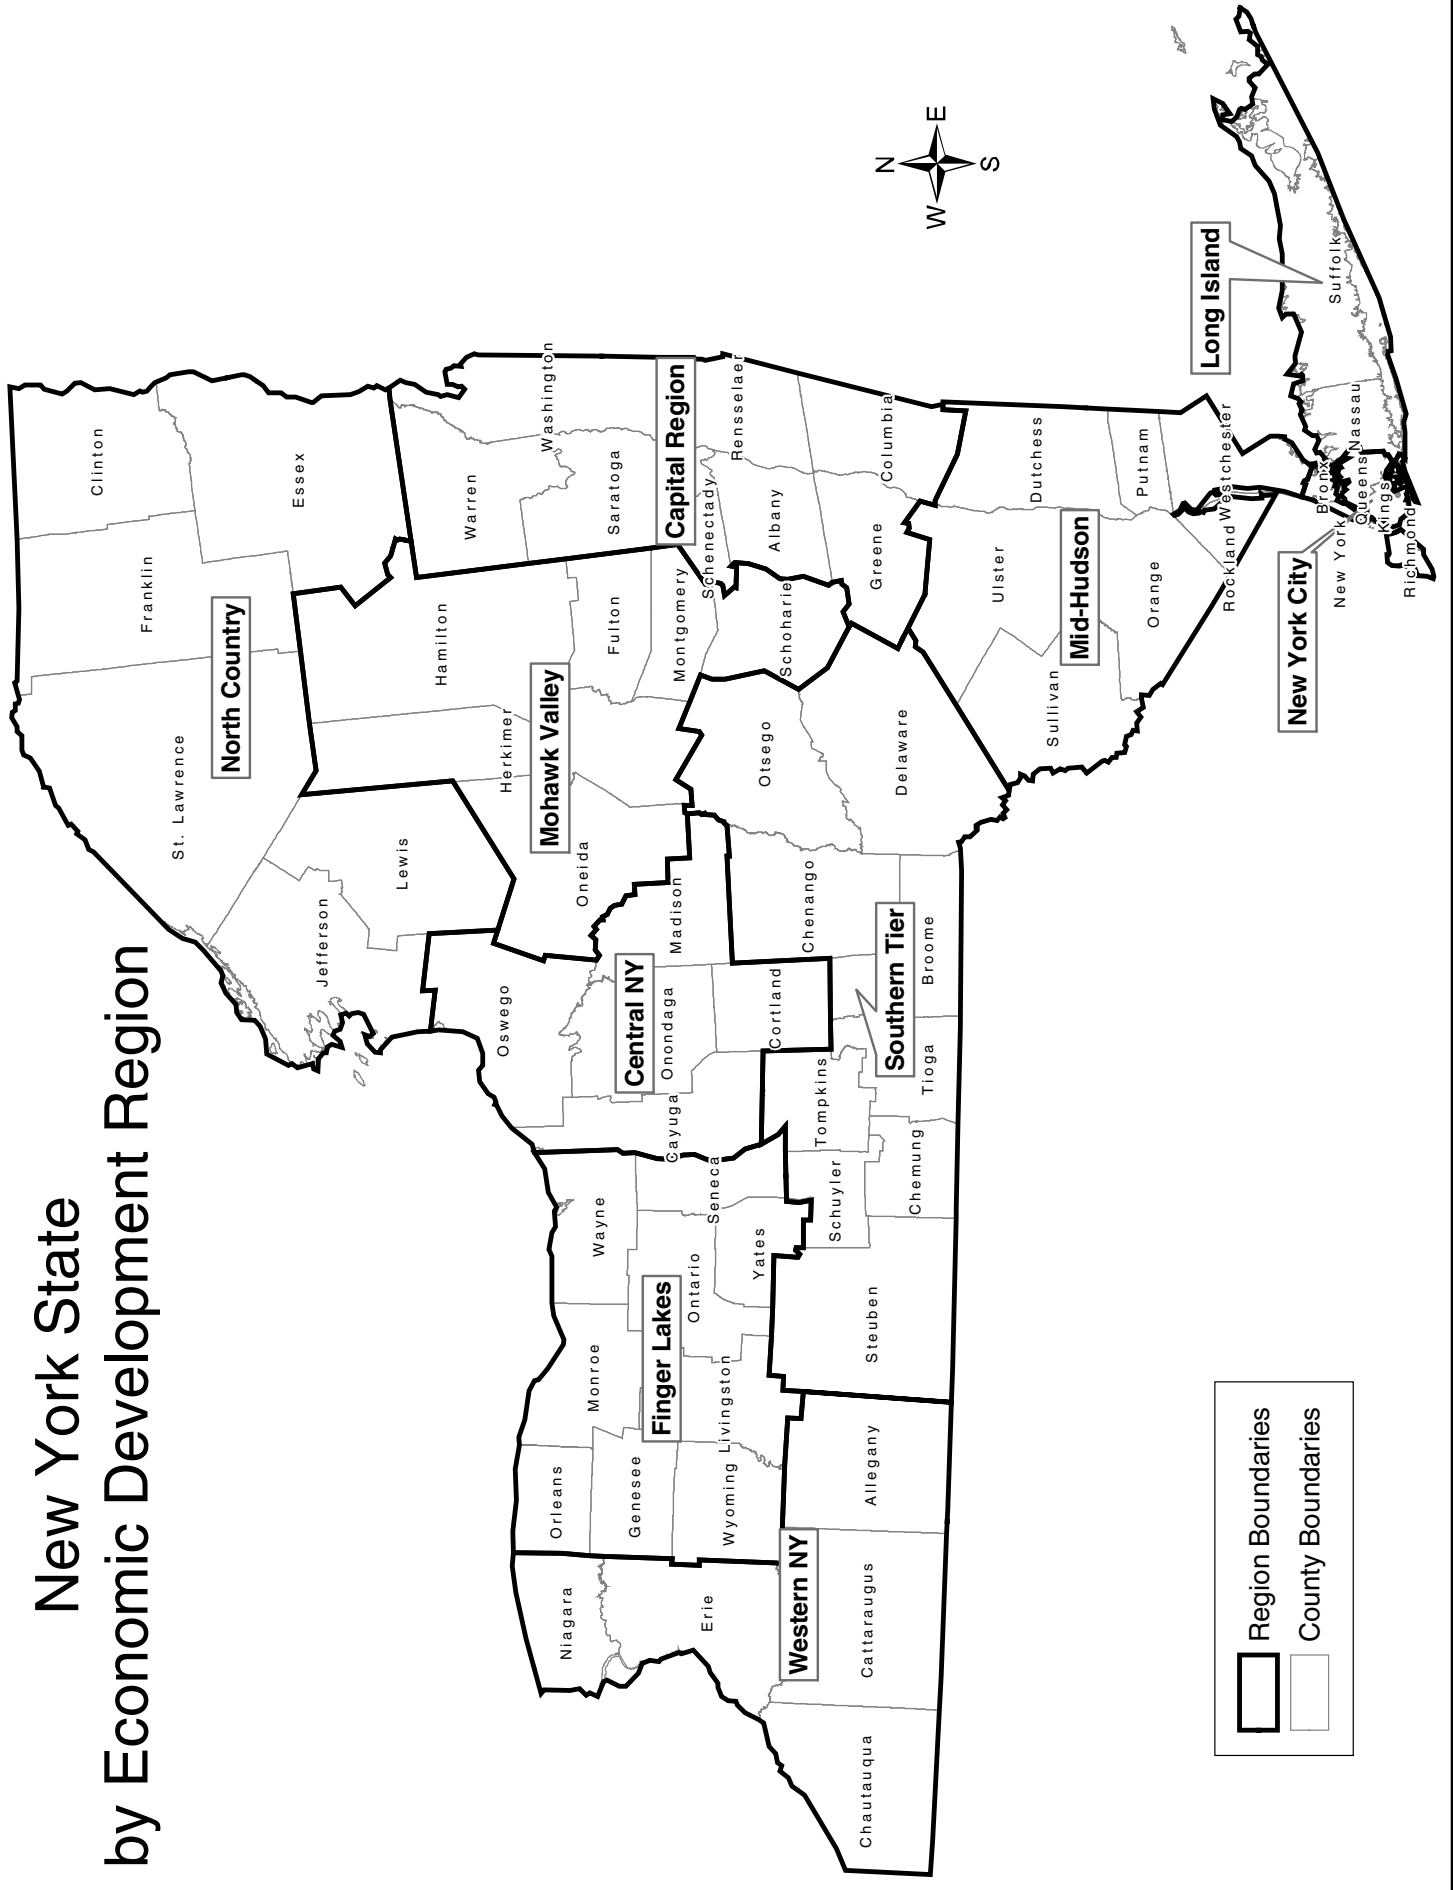 New York State
by Economic Development Region
Clinton
Franklin
St. Lawrence
Essex
North Country
Jefferson
Lewis
Hamilton
Herkimer
Mohawk Valley
Oneida
Fulton
Montgomery
Schoharie
Warren
Washington
Saratoga
Capital Region
Schenectady
Rensselaer
Albany
Columbia
Greene
Oswego
Central NY
Madison
Onondaga
Cayuga
Cortland
Otsego
Delaware
Chenango
Southern Tier
Broome
Tioga
Tompkins
Chemung
Schuyler
Steuben
Wayne
Seneca
Yates
Ontario
Finger Lakes
Monroe
Livingston
Orleans
Genesee
Wyoming
Niagara
Erie
Western NY
Allegany
Cattaraugus
Chautauqua
Dutchess
Putnam
Ulster
Mid-Hudson
Orange
Sullivan
Westchester
Rockland
New York City
Bronx
New York
Queens
Kings
Richmond
Long Island
Nassau
Suffolk
N
W
E
S
Region Boundaries
County Boundaries